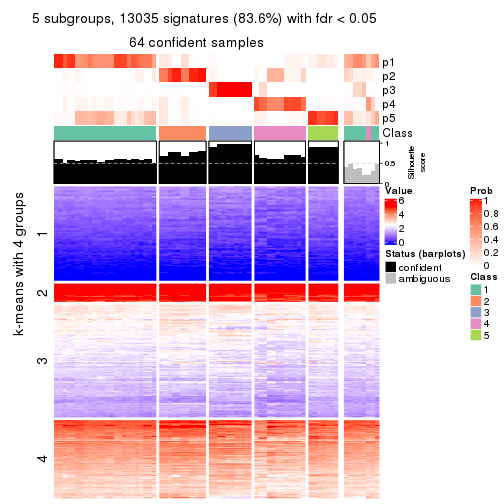 5 subgroups, 13035 signatures (83.6%) with fdr < 0.05
64 confident samples
p1
p2
p3
p4
p5
Class
1
0.5
0
Silhouette
score
k-means with 4 groups
1
2
3
4
Value
6
4
2
0
Status (barplots)
confident
ambiguous
Prob
1
0.8
0.6
0.4
0.2
0
Class
1
2
3
4
5